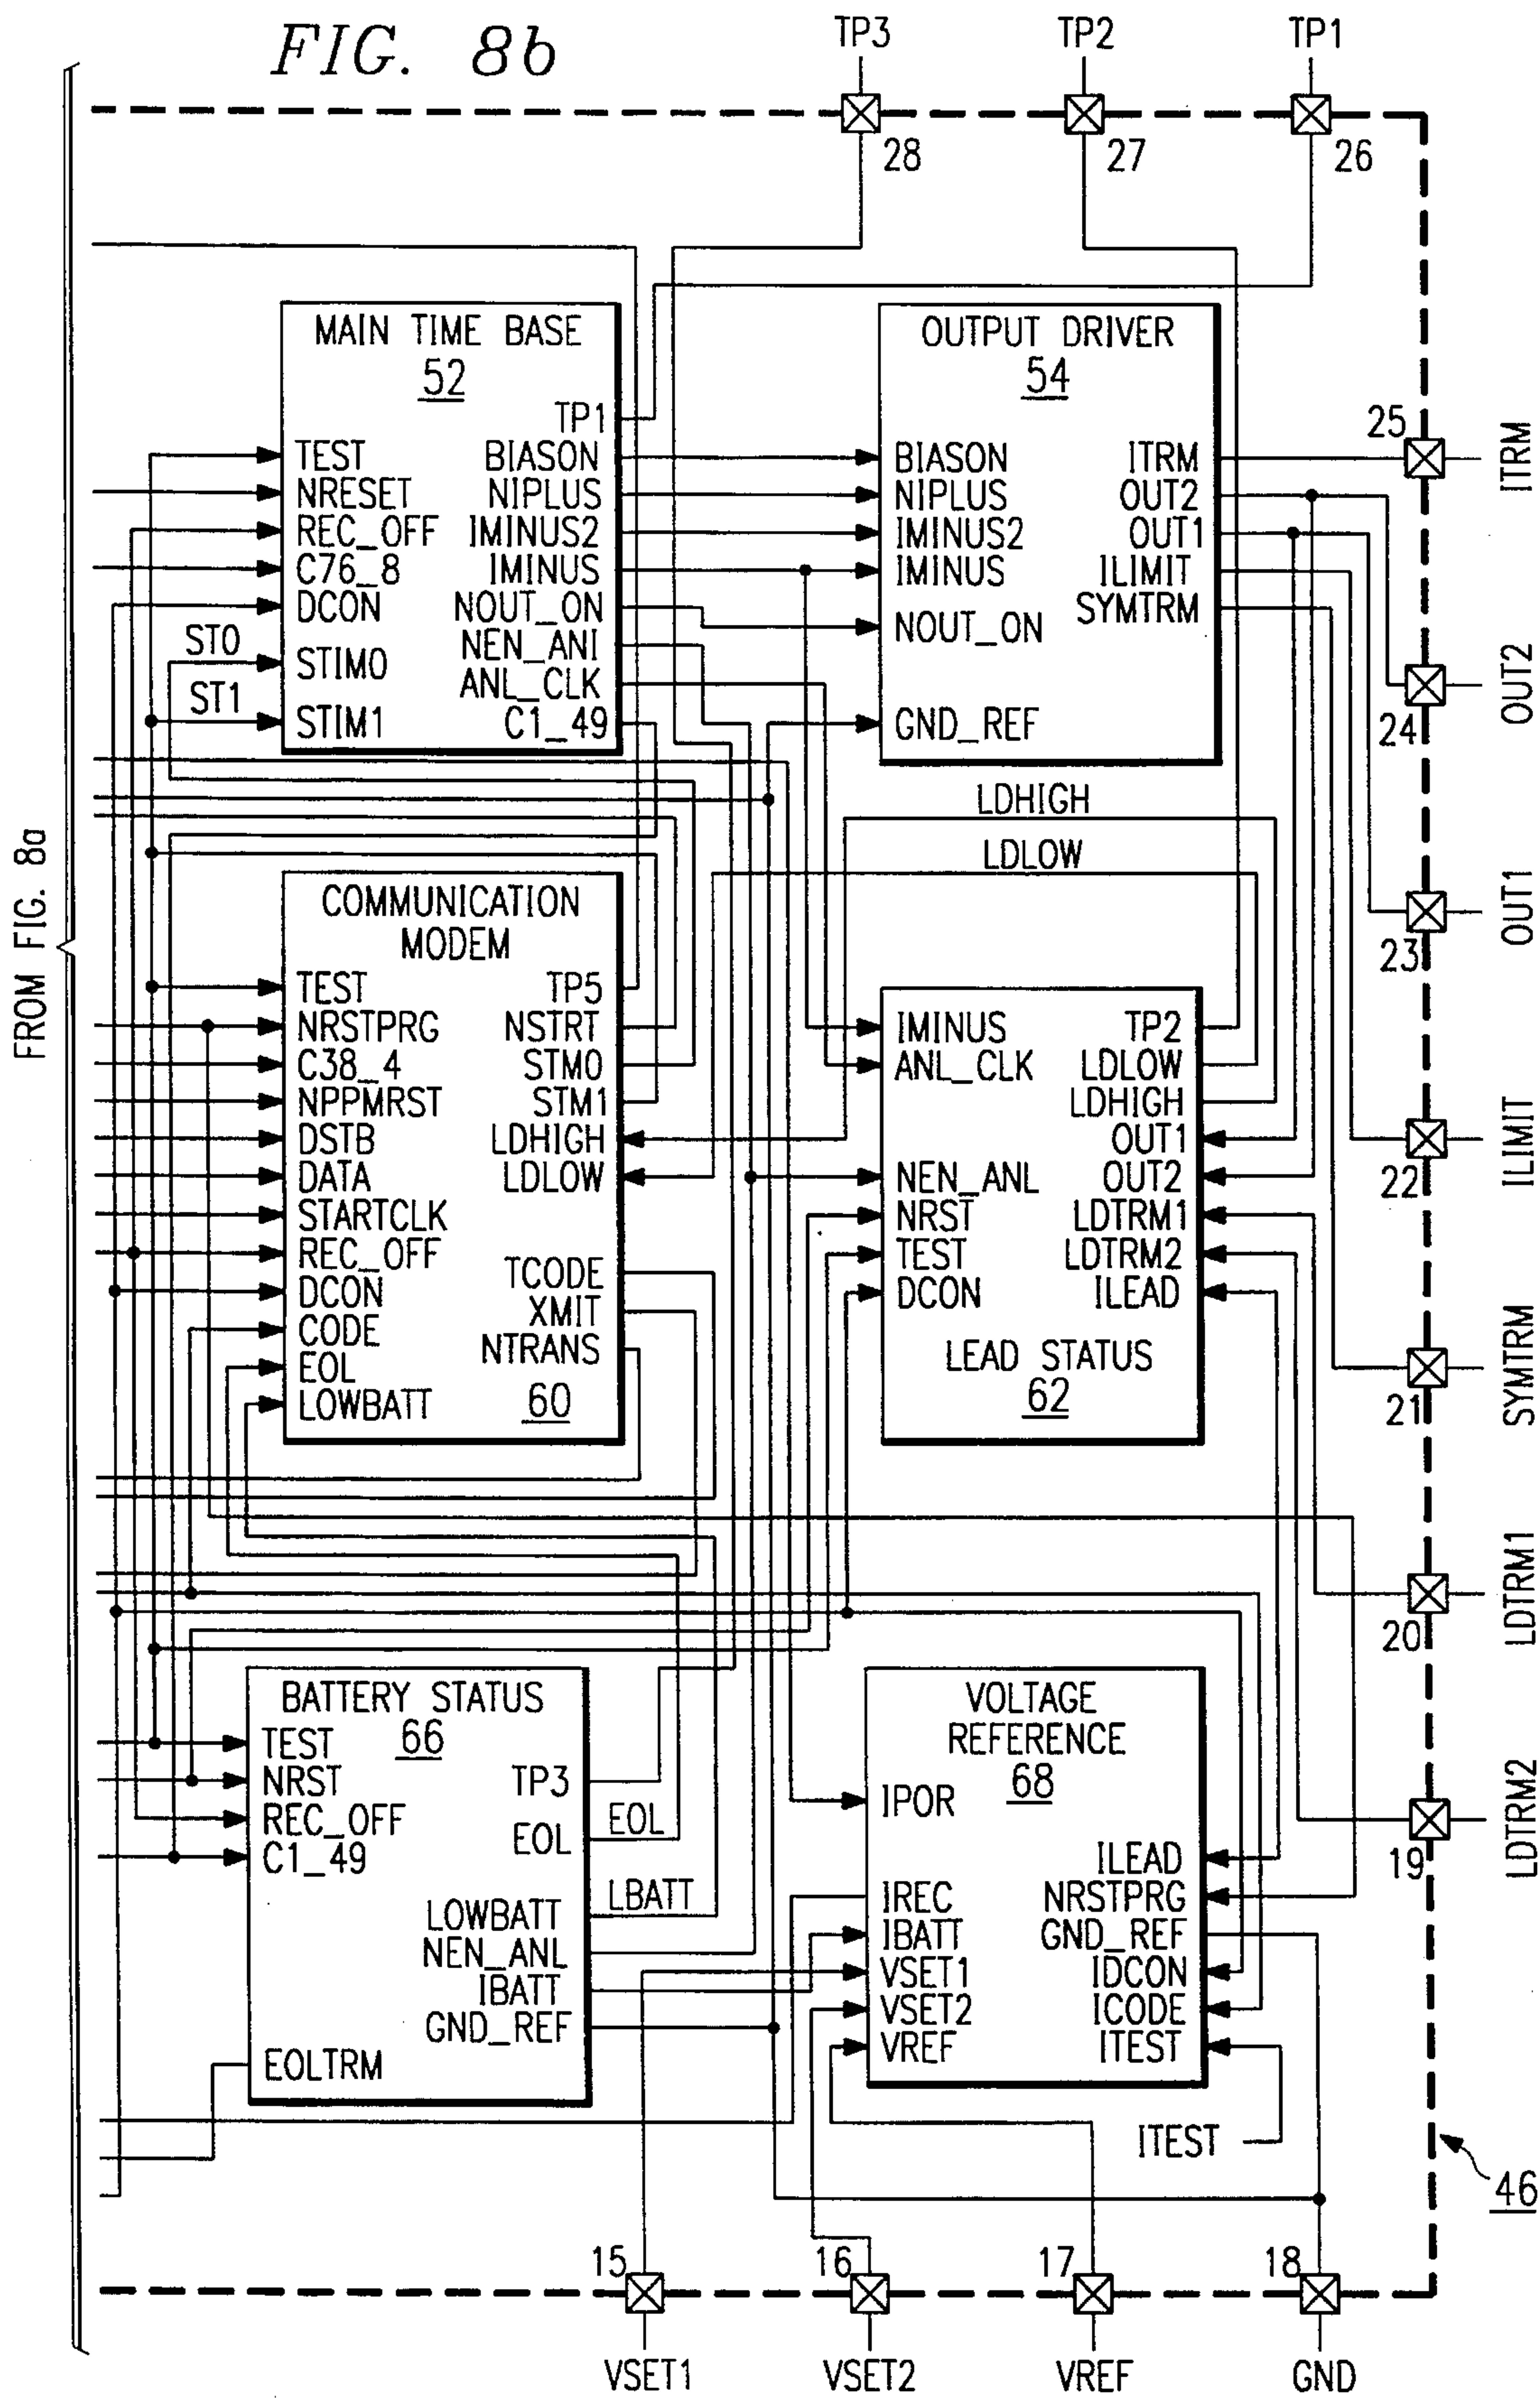 FIG. 8b
TP3
TP2
TP1
28
27
26
FROM FIG. 8a
MAIN TIME BASE
52
TP1
TEST
NRESET
REC_OFF
C76_8
DCON
ST0
STIM0
ST1
STIM1
BIASON
NIPLUS
IMINUS2
IMINUS
NOUT_ON
NEN_ANI
ANL_CLK
C1_49
OUTPUT DRIVER
54
BIASON
NIPLUS
IMINUS2
IMINUS
NOUT_ON
GND_REF
ITRM
OUT2
OUT1
ILIMIT
SYMTRM
25
ITRM
24
OUT2
23
OUT1
22
ILIMIT
21
SYMTRM
20
LDTRM1
19
LDTRM2
LDHIGH
LDLOW
COMMUNICATION
MODEM
TEST
NRSTPRG
C38_4
NPPMRST
DSTB
DATA
STARTCLK
REC_OFF
DCON
CODE
EOL
LOWBATT
TP5
NSTRT
STM0
STM1
LDHIGH
LDLOW
TCODE
XMIT
NTRANS
60
IMINUS
ANL_CLK
NEN_ANL
NRST
TEST
DCON
TP2
LDLOW
LDHIGH
OUT1
OUT2
LDTRM1
LDTRM2
ILEAD
LEAD STATUS
62
BATTERY STATUS
66
TEST
NRST
REC_OFF
C1_49
TP3
EOL
EOL
LOWBATT
LBATT
NEN_ANL
IBATT
GND_REF
EOLTRM
VOLTAGE
REFERENCE
68
IPOR
IREC
IBATT
VSET1
VSET2
VREF
ILEAD
NRSTPRG
GND_REF
IDCON
ICODE
ITEST
ITEST
46
15
16
17
18
VSET1
VSET2
VREF
GND